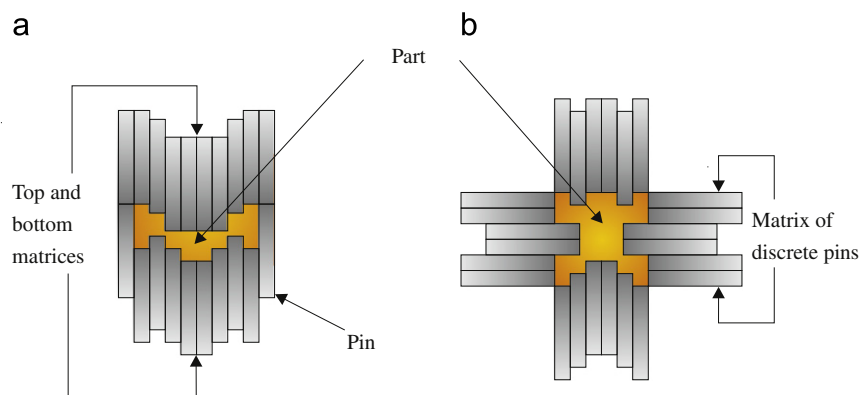 a
b
Part
Top and
bottom
matrices
Matrix of
discrete pins
Pin